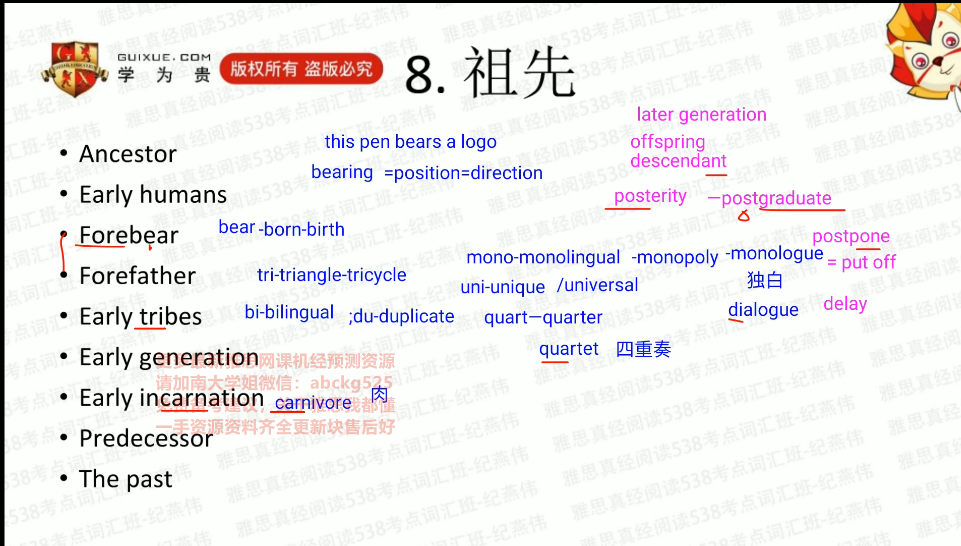 GUIXUE.COM
学为贵
版权所有 盗版必究
8. 祖先
later generation
this pen bears a logo
offspring
• Ancestor
descendant
bearing =position=direction
• Early humans
posterity —postgraduate
• Forebear
bear-born-birth
postpone
mono-monolingual -monopoly -monologue
= put off
• Forefather
tri-triangle-tricycle
uni-unique /universal
独白
delay
• Early tribes
bi-bilingual ;du-duplicate
quart—quarter
dialogue
quartet 四重奏
• Early generation
网课机经预测资源
请加南大学姐微信：abckg525
• Early incarnation
carnivore 肉
我都懂
一手资源资料齐全更新块售后好
• Predecessor
• The past
雅思真经阅读538考点词汇班-纪燕伟